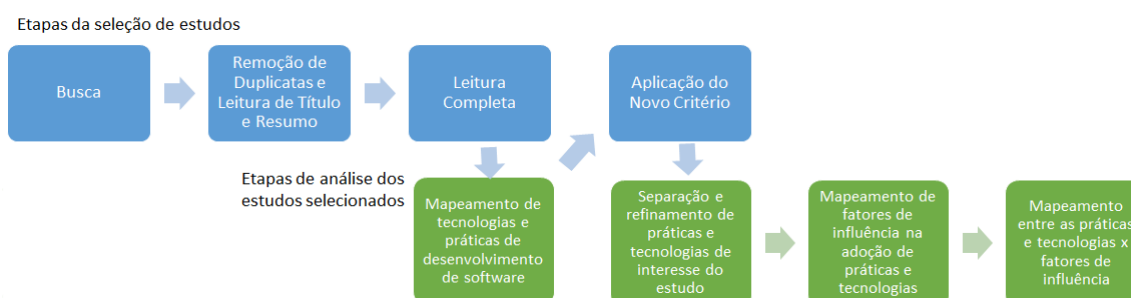 Etapas da seleção de estudos
Busca
Remoção de
Duplicatas e
Leitura de Título
e Resumo
Leitura
Completa
Aplicação do
Novo Critério
Etapas de análise dos
estudos selecionados
Mapeamento de
tecnologias e
práticas de
desenvolvimento
de software
Separação e
refinamento de
práticas e
tecnologias de
interesse do
estudo
Mapeamento de
fatores de
influência na
adoção de
práticas e
tecnologias
Mapeamento
entre as práticas
e tecnologias x
fatores de
influência